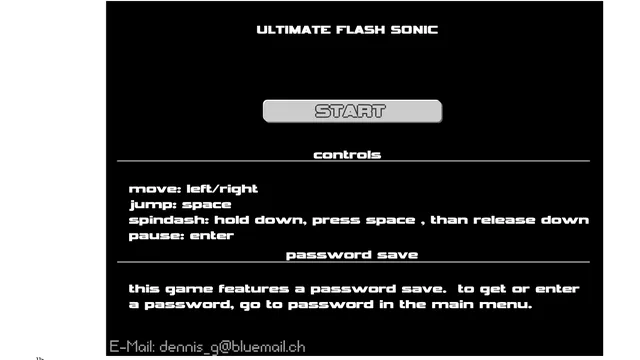 ULTIMATE FLASH SONIC
START
controls
move: left/right
jump: space
spindash: hold down, press space , than release down
pause: enter
password save
this game features a password save. to get or enter
a password, go to password in the main menu.
E-Mail: dennis_g@bluemail.ch